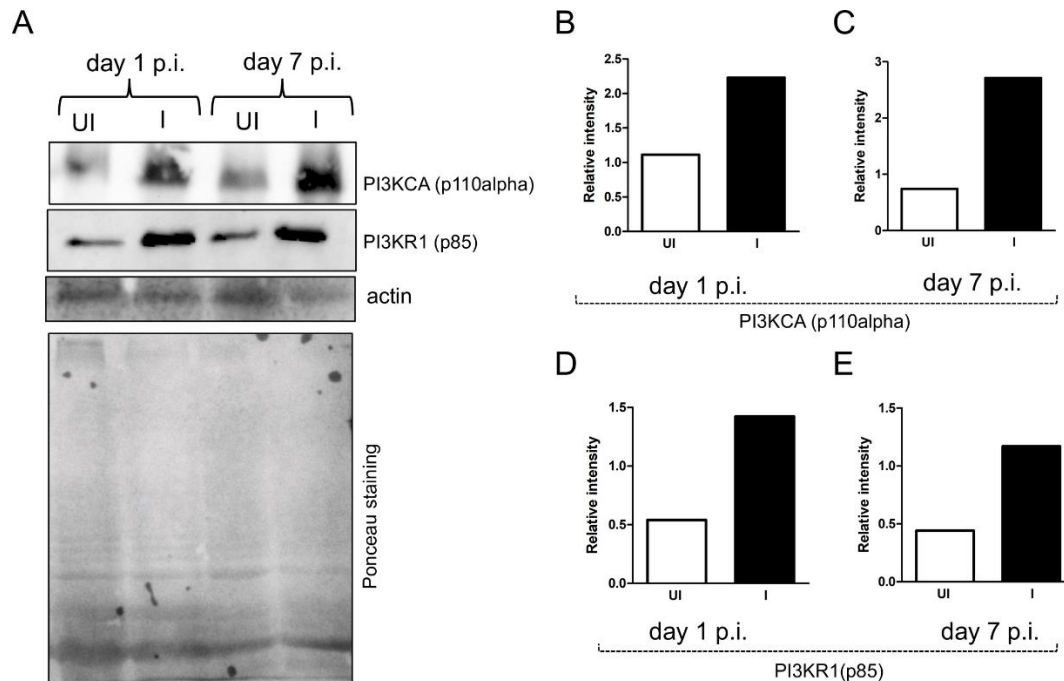 A
day 1 p.i.
day 7 p.i.
UI
I
UI
I
PI3KCA (p110alpha)
PI3KR1 (p85)
actin
Ponceau staining
B
Relative intensity
2.5
2.0
1.5
1.0
0.5
0.0
UI
I
day 1 p.i.
C
Relative intensity
3
2
1
0
UI
I
day 7 p.i.
PI3KCA (p110alpha)
D
Relative intensity
1.5
1.0
0.5
0.0
UI
I
day 1 p.i.
E
Relative intensity
1.5
1.0
0.5
0.0
UI
I
day 7 p.i.
PI3KR1(p85)